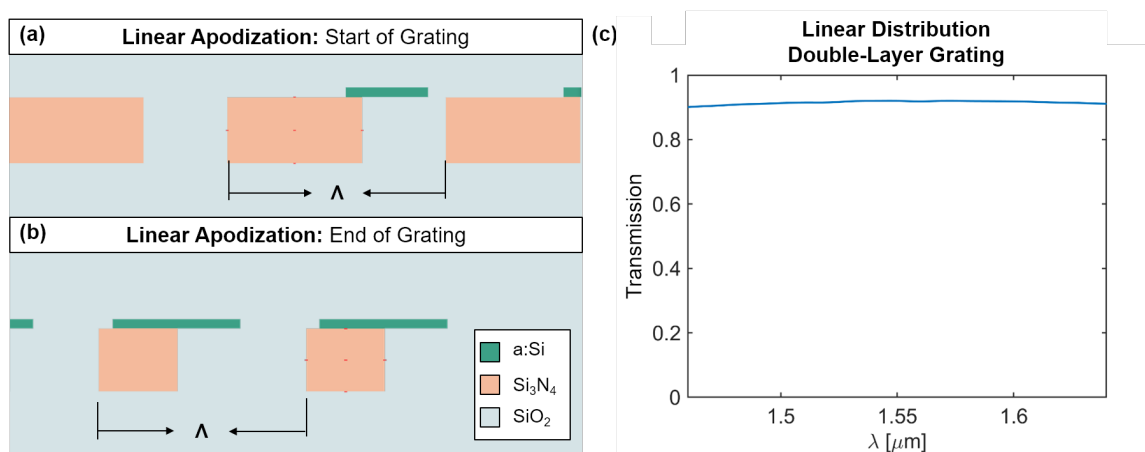 (a)
Linear Apodization: Start of Grating
Λ
(b)
Linear Apodization: End of Grating
Λ
a:Si
Si₃N₄
SiO₂
(c)
Linear Distribution
Double-Layer Grating
Transmission
1
0.8
0.6
0.4
0.2
0
1.5
1.55
1.6
λ [μm]